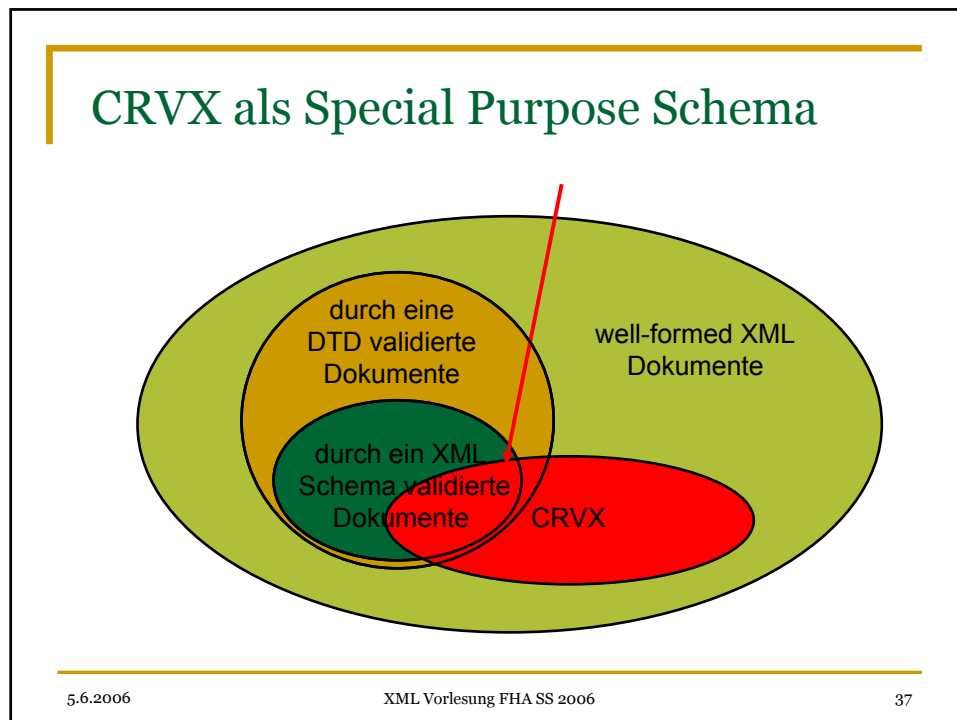 CRVX als Special Purpose Schema
durch eine
DTD validierte
Dokumente
well-formed XML
Dokumente
durch ein XML
Schema validierte
Dokumente
CRVX
5.6.2006
XML Vorlesung FHA SS 2006
37